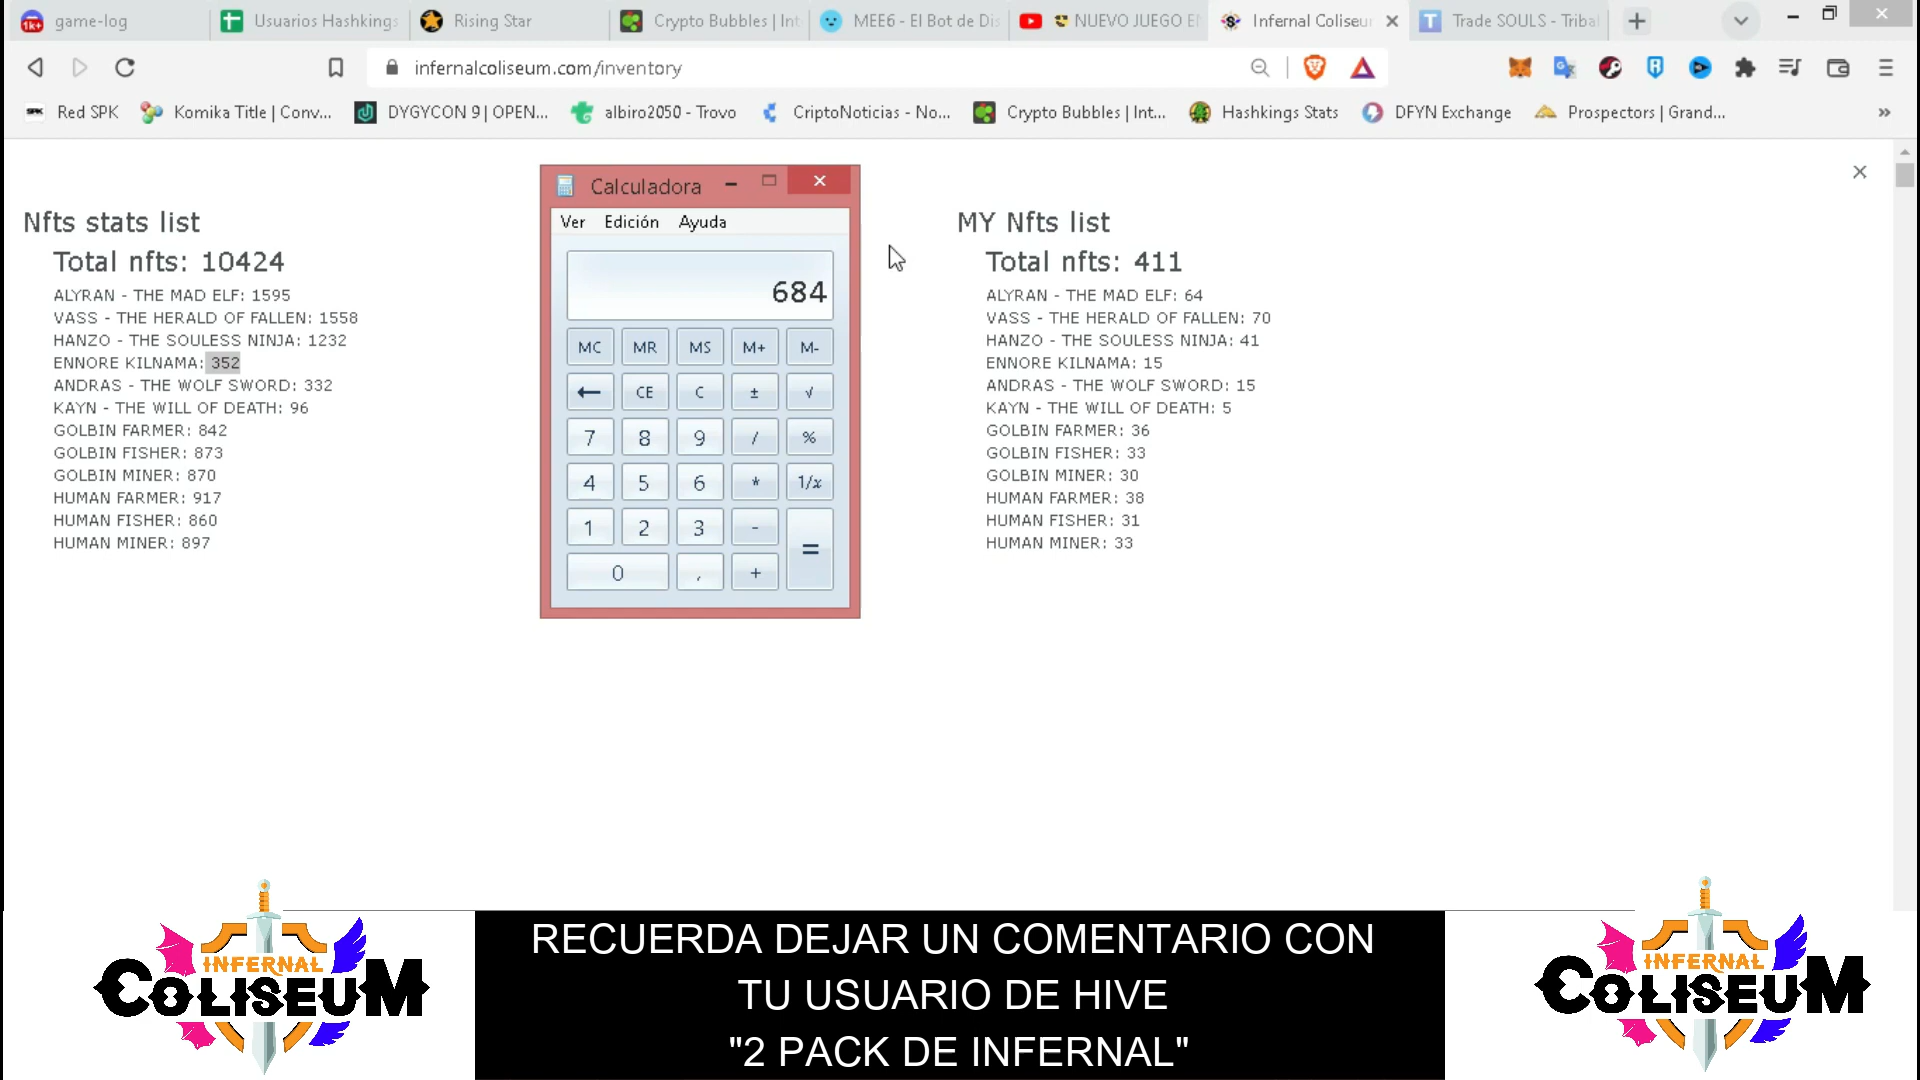 1K+ game-log
Usuarios Hashkings
Rising Star
Crypto Bubbles | Int
MEE6 - El Bot de Dis
NUEVO JUEGO EN
Infernal Coliseum
Trade SOULS - Tribal
infernalcoliseum.com/inventory
Red SPK
Komika Title | Conv...
DYGYCON 9 | OPEN...
albiro2050 - Trovo
CriptoNoticias - No...
Crypto Bubbles | Int...
Hashkings Stats
DFYN Exchange
Prospectors | Grand...
»
Nfts stats list
Total nfts: 10424
ALYRAN - THE MAD ELF: 1595
VASS - THE HERALD OF FALLEN: 1558
HANZO - THE SOULESS NINJA: 1232
ENNORE KILNAMA: 352
ANDRAS - THE WOLF SWORD: 332
KAYN - THE WILL OF DEATH: 96
GOLBIN FARMER: 842
GOLBIN FISHER: 873
GOLBIN MINER: 870
HUMAN FARMER: 917
HUMAN FISHER: 860
HUMAN MINER: 897
Calculadora
Ver Edición Ayuda
684
MC MR MS M+ M-
← CE C ± √
7 8 9 / %
4 5 6 * 1/x
1 2 3 - =
0 , +
MY Nfts list
Total nfts: 411
ALYRAN - THE MAD ELF: 64
VASS - THE HERALD OF FALLEN: 70
HANZO - THE SOULESS NINJA: 41
ENNORE KILNAMA: 15
ANDRAS - THE WOLF SWORD: 15
KAYN - THE WILL OF DEATH: 5
GOLBIN FARMER: 36
GOLBIN FISHER: 33
GOLBIN MINER: 30
HUMAN FARMER: 38
HUMAN FISHER: 31
HUMAN MINER: 33
INFERNAL
COLISEUM
RECUERDA DEJAR UN COMENTARIO CON
TU USUARIO DE HIVE
"2 PACK DE INFERNAL"
INFERNAL
COLISEUM